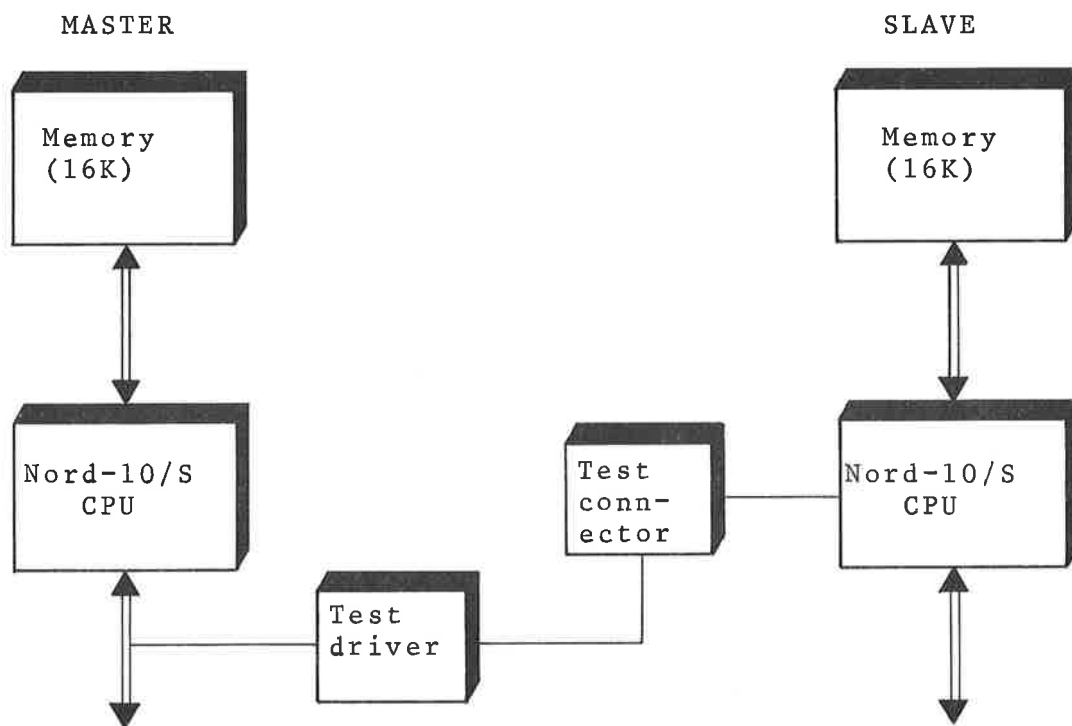 MASTER
SLAVE
Memory
(16K)
Memory
(16K)
Nord-10/S
CPU
Test
conn-
ector
Nord-10/S
CPU
Test
driver